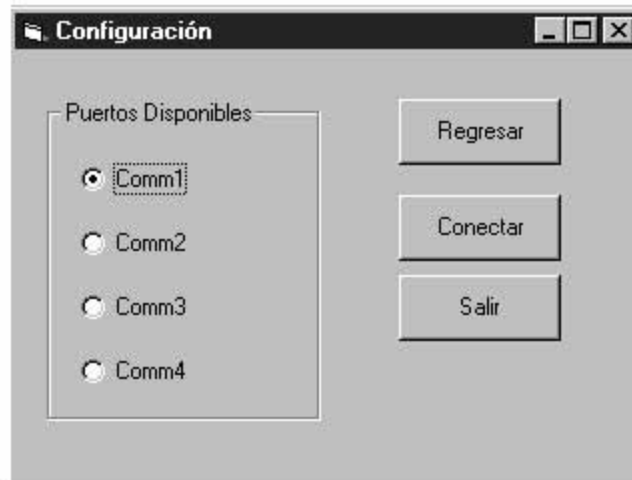 Configuración
Puertos Disponibles
Comm1
Comm2
Comm3
Comm4
Regresar
Conectar
Salir